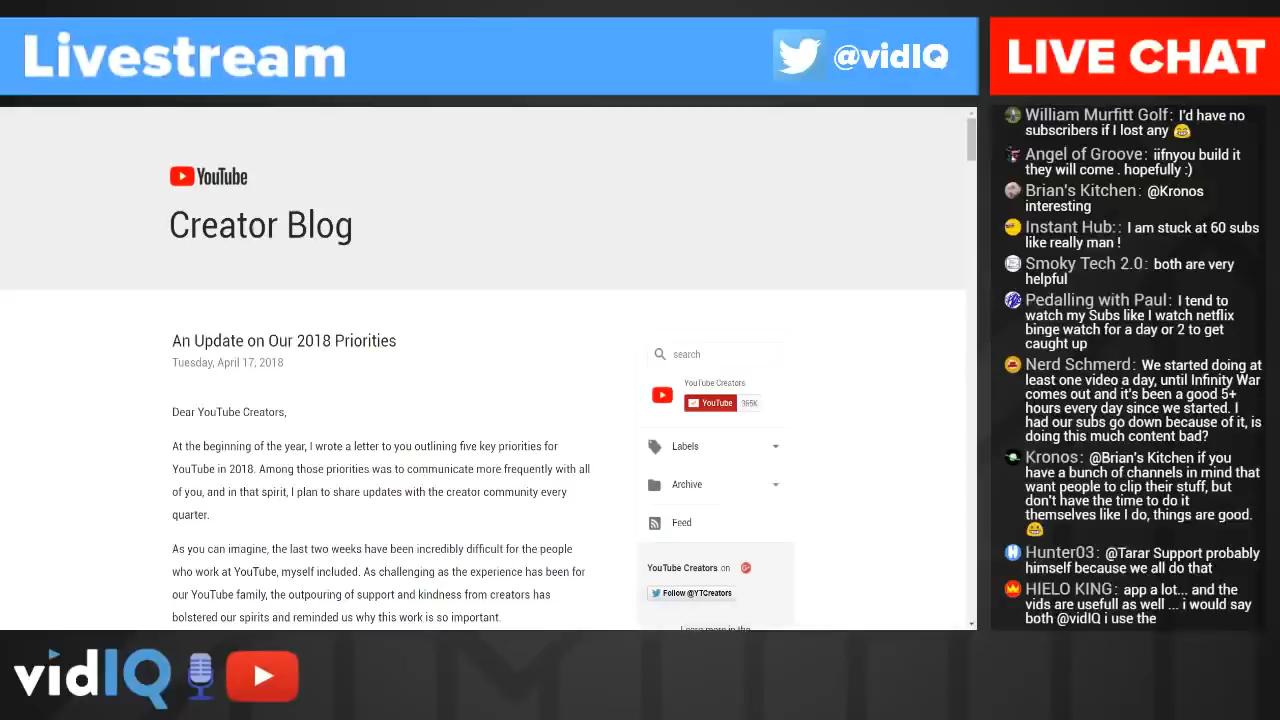 Livestream
@vidIQ
LIVE CHAT
YouTube
Creator Blog
An Update on Our 2018 Priorities
Tuesday, April 17, 2018
Dear YouTube Creators,
At the beginning of the year, I wrote a letter to you outlining five key priorities for
YouTube in 2018. Among those priorities was to communicate more frequently with all
of you, and in that spirit, I plan to share updates with the creator community every
quarter.
As you can imagine, the last two weeks have been incredibly difficult for the people
who work at YouTube, myself included. As challenging as the experience has been for
our YouTube family, the outpouring of support and kindness from creators has
bolstered our spirits and reminded us why this work is so important.
search
YouTube Creators
YouTube 365K
Labels
Archive
Feed
YouTube Creators on
Follow @YTCreators
Learn more in the
William Murfitt Golf: I'd have no
subscribers if I lost any 😂
Angel of Groove: iifnyou build it
they will come . hopefully :)
Brian's Kitchen: @Kronos
interesting
Instant Hub:: I am stuck at 60 subs
like really man !
Smoky Tech 2.0: both are very
helpful
Pedalling with Paul: I tend to
watch my Subs like I watch netflix
binge watch for a day or 2 to get
caught up
Nerd Schmerd: We started doing at
least one video a day, until Infinity War
comes out and it's been a good 5+
hours every day since we started. I
had our subs go down because of it, is
doing this much content bad?
Kronos: @Brian's Kitchen if you
have a bunch of channels in mind that
want people to clip their stuff, but
don't have the time to do it
themselves like I do, things are good.
😀
Hunter03: @Tarar Support probably
himself because we all do that
HIELO KING: app a lot... and the
vids are usefull as well ... i would say
both @vidIQ i use the
vidIQ